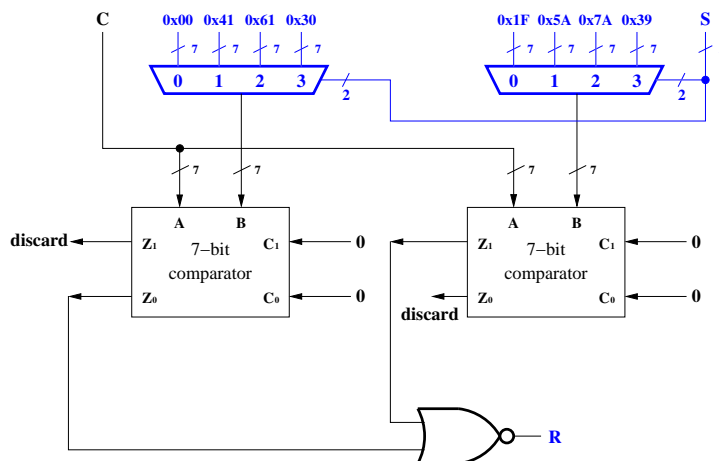 C 0x00 0x41 0x61 0x30 0x1F 0x5A 0x7A 0x39 S
7 7 7 7 7 7 7 7
0 1 2 3 2 0 1 2 3 2
7 7 7 7
A B A B
discard Z1 7−bit C1 0 Z1 7−bit C1 0
comparator comparator
Z0 C0 0 Z0 C0 0
discard
R